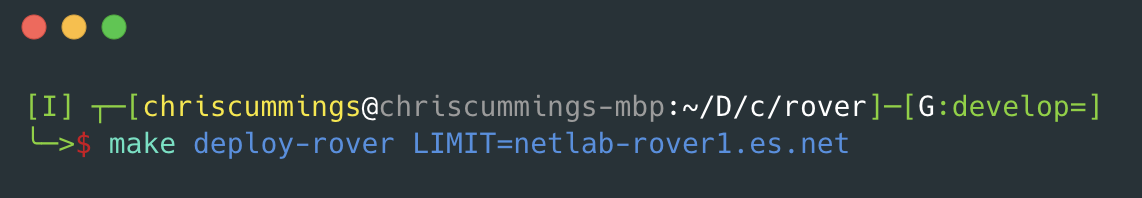 [I] ┬─[chriscummings@chriscummings-mbp:~/D/c/rover]─[G:develop=]
╰─>$ make deploy-rover LIMIT=netlab-rover1.es.net